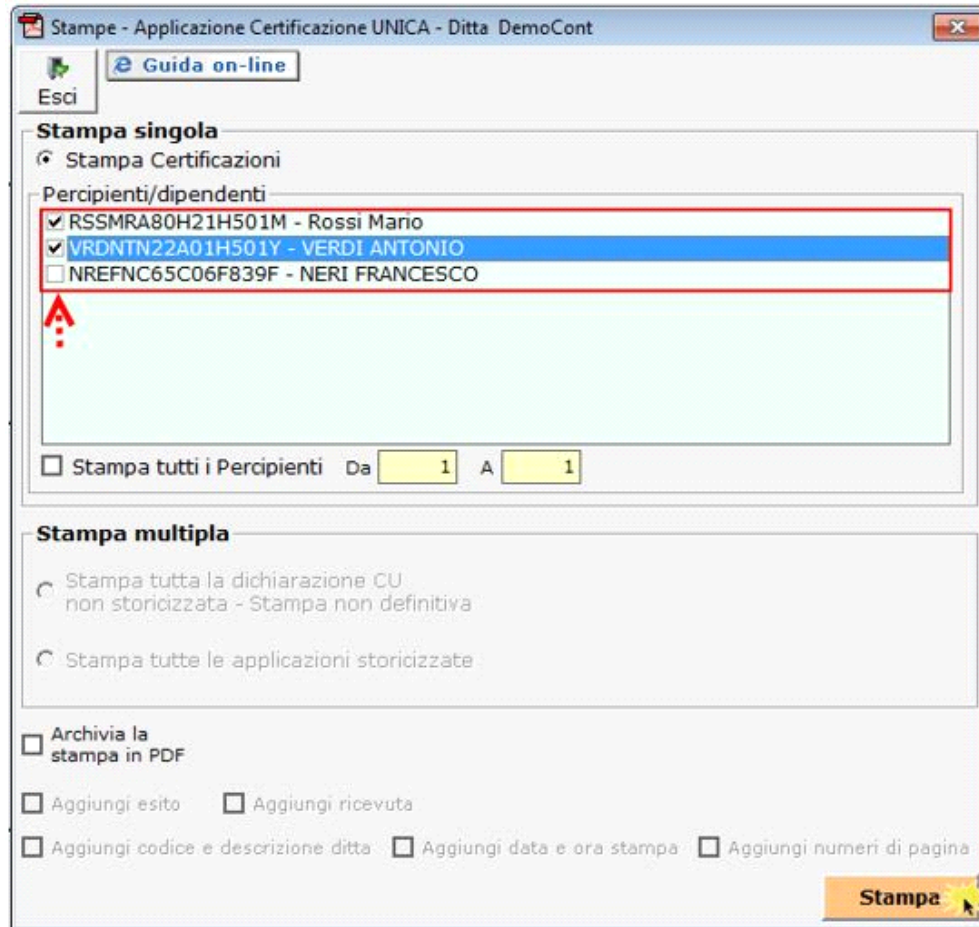 Stampe - Applicazione Certificazione UNICA - Ditta DemoCont
Esci
Guida on-line
Stampa singola
Stampa Certificazioni
Percipienti/dipendenti
RSSMRA80H21H501M - Rossi Mario
VRDNTN22A01H501Y - VERDI ANTONIO
NREFNC65C06F839F - NERI FRANCESCO
Stampa tutti i Percipienti Da 1 A 1
Stampa multipla
Stampa tutta la dichiarazione CU
non storicizzata - Stampa non definitiva
Stampa tutte le applicazioni storicizzate
Archivia la
stampa in PDF
Aggiungi esito Aggiungi ricevuta
Aggiungi codice e descrizione ditta Aggiungi data e ora stampa Aggiungi numeri di pagina
Stampa